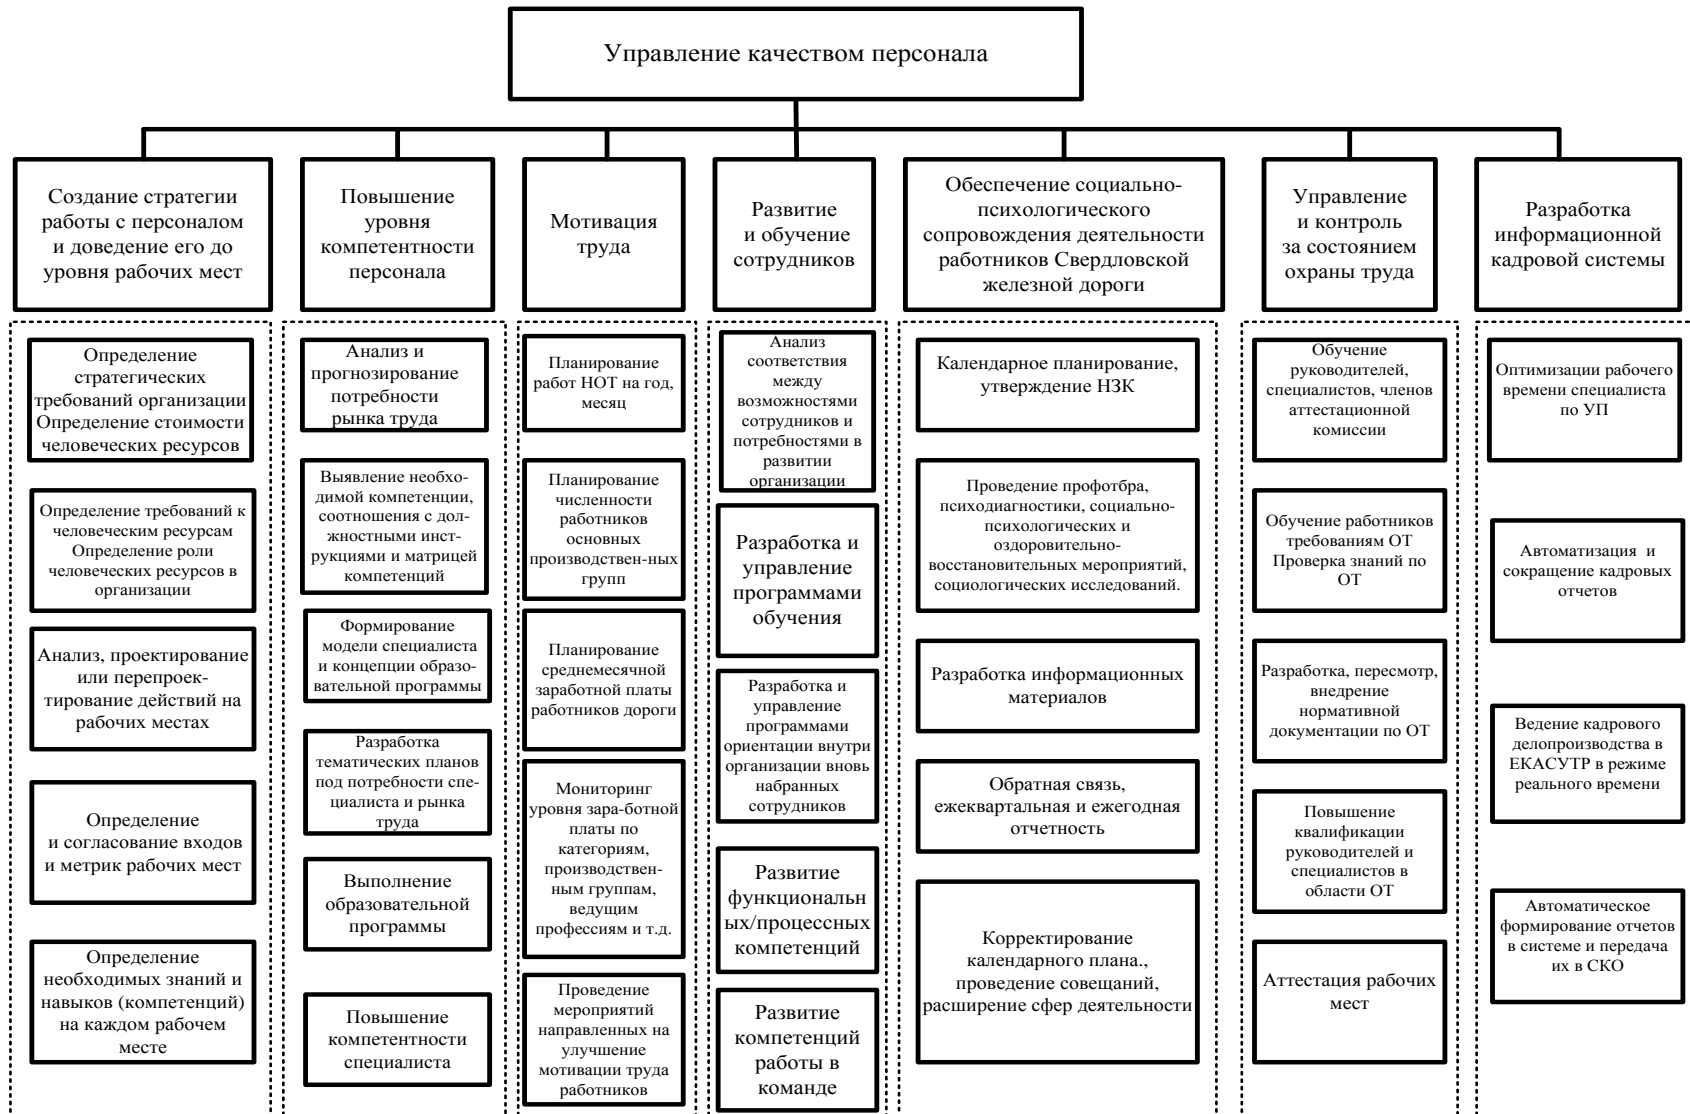 Управление качеством персонала
Создание стратегии
работы с персоналом
и доведение его до
уровня рабочих мест
Повышение
уровня
компетентности
персонала
Мотивация
труда
Развитие
и обучение
сотрудников
Обеспечение социально-
психологического
сопровождения деятельности
работников Свердловской
железной дороги
Управление
и контроль
за состоянием
охраны труда
Разработка
информационной
кадровой системы
Определение
стратегических
требований организации
Определение стоимости
человеческих ресурсов
Определение требований к
человеческим ресурсам
Определение роли
человеческих ресурсов в
организации
Анализ, проектирование
или перепроек-
тирование действий на
рабочих местах
Определение
и согласование входов
и метрик рабочих мест
Определение
необходимых знаний и
навыков (компетенций)
на каждом рабочем
месте
Анализ и
прогнозирование
потребности
рынка труда
Выявление необхо-
димой компетенции,
соотношения с дол-
жностными инст-
рукциями и матрицей
компетенций
Формирование
модели специалиста
и концепции образо-
вательной программы
Разработка
тематических планов
под потребности спе-
циалиста и рынка
труда
Выполнение
образовательной
программы
Повышение
компетентности
специалиста
Планирование
работ НОТ на год,
месяц
Планирование
численности
работников
основных
производствен-ных
групп
Планирование
среднемесячной
заработной платы
работников дороги
Мониторинг
уровня зара-ботной
платы по
категориям,
производствен-
ным группам,
ведущим
профессиям и т.д.
Проведение
мероприятий
направленных на
улучшение
мотивации труда
работников
Анализ
соответствия
между
возможностями
сотрудников и
потребностями в
развитии
организации
Разработка и
управление
программами
обучения
Разработка и
управление
программами
ориентации внутри
организации вновь
набранных
сотрудников
Развитие
функциональн
ых/процессных
компетенций
Развитие
компетенций
работы в
команде
Календарное планирование,
утверждение НЗК
Проведение профотбра,
психодиагностики, социально-
психологических и
оздоровительно-
восстановительных мероприятий,
социологических исследований.
Разработка информационных
материалов
Обратная связь,
ежеквартальная и ежегодная
отчетность
Корректирование
календарного плана.,
проведение совещаний,
расширение сфер деятельности
Обучение
руководителей,
специалистов, членов
аттестационной
комиссии
Обучение работников
требованиям ОТ
Проверка знаний по
ОТ
Разработка, пересмотр,
внедрение
нормативной
документации по ОТ
Повышение
квалификации
руководителей и
специалистов в
области ОТ
Аттестация рабочих
мест
Оптимизации рабочего
времени специалиста
по УП
Автоматизация и
сокращение кадровых
отчетов
Ведение кадрового
делопроизводства в
ЕКАСУТР в режиме
реального времени
Автоматическое
формирование отчетов
в системе и передача
их в СКО